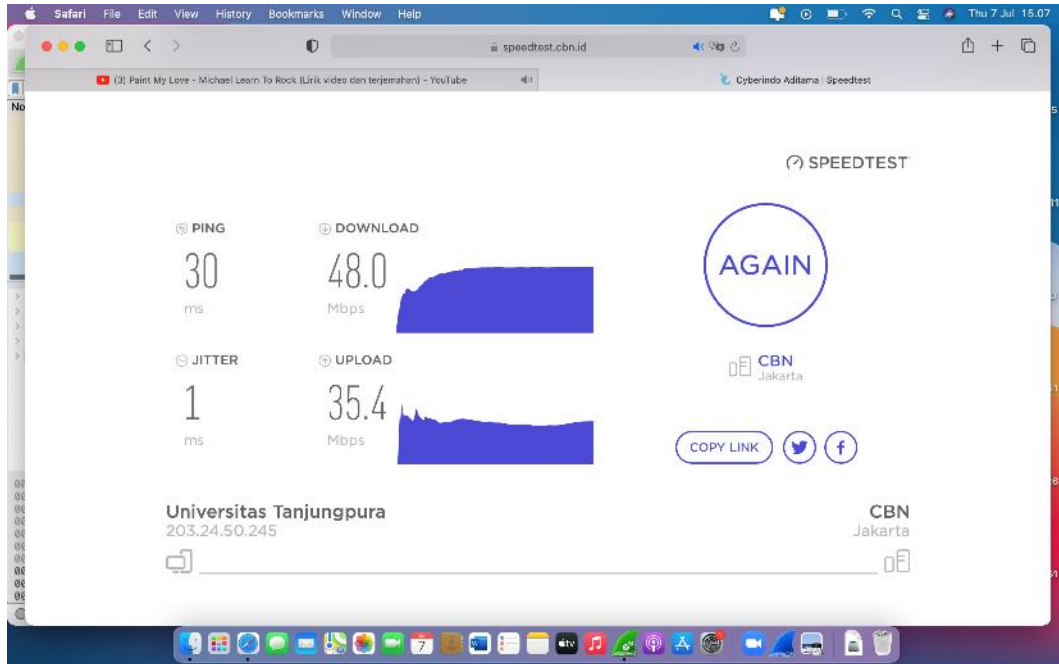 Safari File Edit View History Bookmarks Window Help Thu 7 Jul 15.07
speedtest.cbn.id
(3) Paint My Love - Michael Learn To Rock (Lirik video dan terjemahan) - YouTube
Cyberindo Aditama | Speedtest
No
SPEEDTEST
PING
30
ms
DOWNLOAD
48.0
Mbps
AGAIN
JITTER
1
ms
UPLOAD
35.4
Mbps
CBN
Jakarta
COPY LINK
Universitas Tanjungpura
203.24.50.245
CBN
Jakarta
7
tv